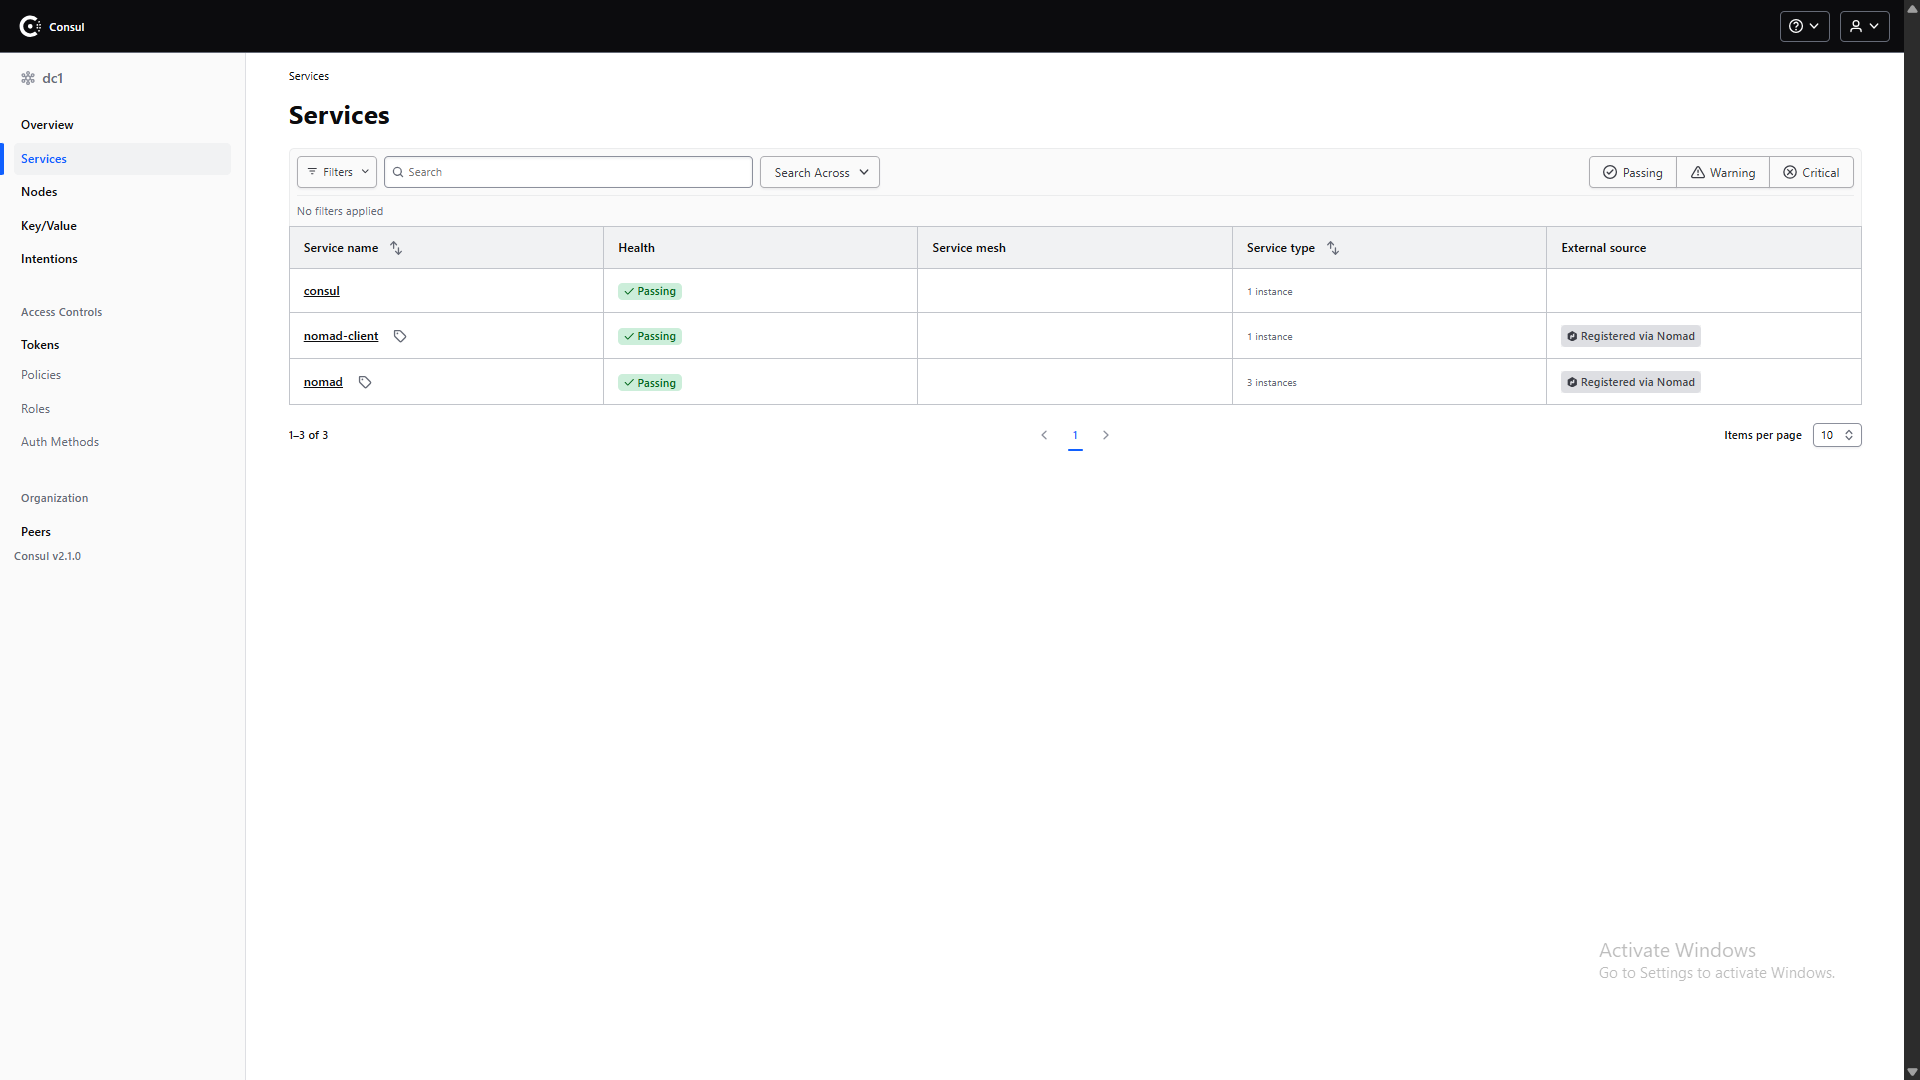 Consul
dc1
Overview
Services
Nodes
Key/Value
Intentions
Access Controls
Tokens
Policies
Roles
Auth Methods
Organization
Peers
Consul v2.1.0
Services
Services
Filters
Search
Search Across
Passing
Warning
Critical
No filters applied
Service name Health Service mesh Service type External source
consul Passing 1 instance
nomad-client Passing 1 instance Registered via Nomad
nomad Passing 3 instances Registered via Nomad
1–3 of 3
1
Items per page 10
Activate Windows
Go to Settings to activate Windows.